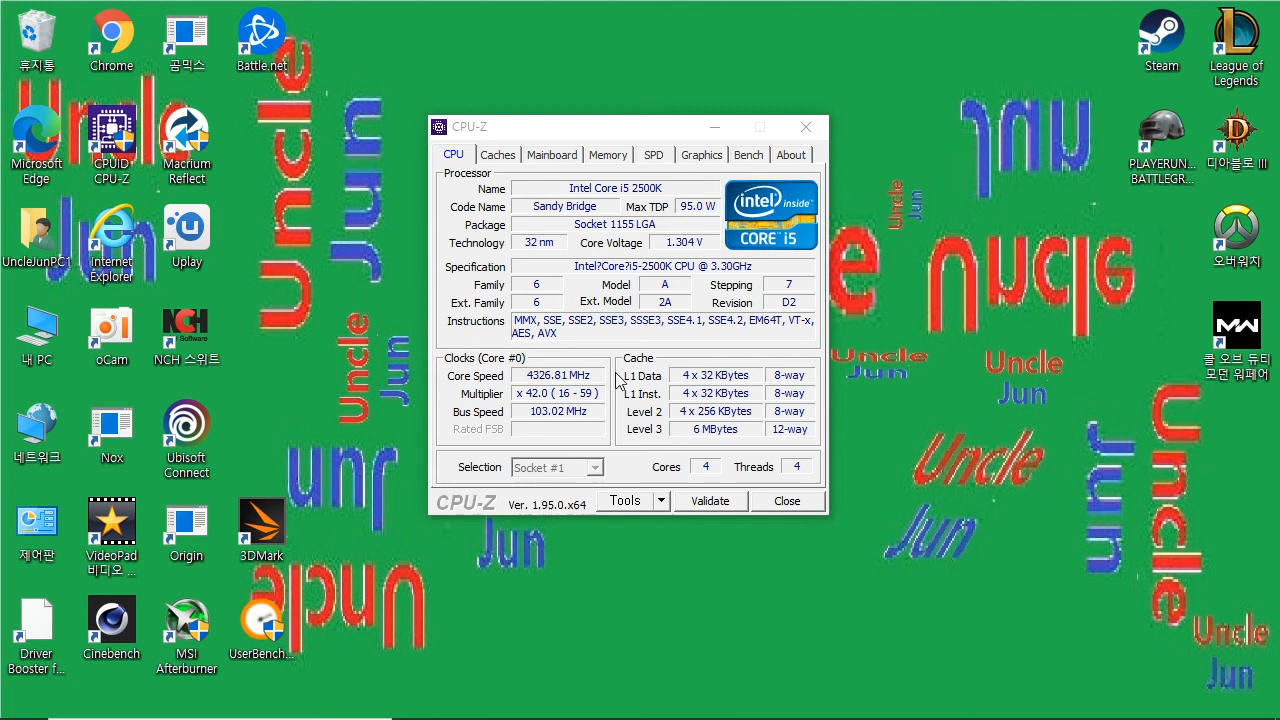 휴지통
Chrome
곰믹스
Battle.net
Steam
League of
Legends
Microsoft
Edge
CPUID
CPU-Z
Macrium
Reflect
PLAYERUN...
BATTLEGR...
디아블로 III
UncleJunPC1
Internet
Explorer
Uplay
오버워치
내 PC
oCam
NCH
Software
NCH 스위트
MW
콜 오브 듀티
모던 워페어
네트워크
Nox
Ubisoft
Connect
제어판
VideoPad
비디오 ...
Origin
3DMark
Driver
Booster f...
Cinebench
MSI
Afterburner
UserBench...
CPU-Z
CPU
Caches
Mainboard
Memory
SPD
Graphics
Bench
About
Processor
Name Intel Core i5 2500K
Code Name Sandy Bridge Max TDP 95.0 W
Package Socket 1155 LGA
Technology 32 nm Core Voltage 1.304 V
intel inside™
CORE i5
Specification Intel?Core?i5-2500K CPU @ 3.30GHz
Family 6 Model A Stepping 7
Ext. Family 6 Ext. Model 2A Revision D2
Instructions MMX, SSE, SSE2, SSE3, SSSE3, SSE4.1, SSE4.2, EM64T, VT-x,
AES, AVX
Clocks (Core #0)
Core Speed 4326.81 MHz
Multiplier x 42.0 ( 16 - 59 )
Bus Speed 103.02 MHz
Rated FSB
Cache
L1 Data 4 x 32 KBytes 8-way
L1 Inst. 4 x 32 KBytes 8-way
Level 2 4 x 256 KBytes 8-way
Level 3 6 MBytes 12-way
Selection Socket #1 Cores 4 Threads 4
CPU-Z Ver. 1.95.0.x64 Tools Validate Close
Uncle
Jun
Uncle
Jun
Uncle
Jun
Jun
Uncle
Jun
Jun
Uncle
Jun
Uncle
Uncle
Jun
Uncle
Jun
Uncle
Jun
Jun
Uncle
Uncle
Jun